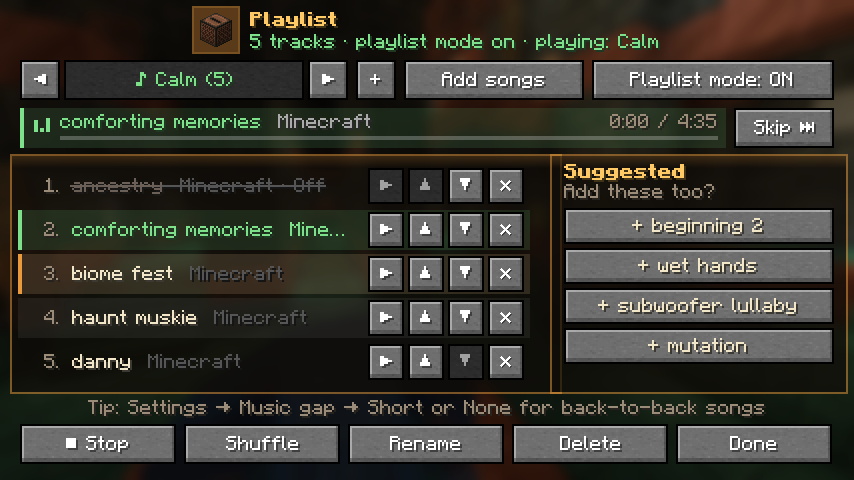 Playlist
5 tracks · playlist mode on · playing: Calm
♪ Calm (5)
+
Add songs
Playlist mode: ON
comforting memories Minecraft
0:00 / 4:35
Skip ⏭
1. ancestry Minecraft · Off
2. comforting memories Mine...
3. biome fest Minecraft
4. haunt muskie Minecraft
5. danny Minecraft
Suggested
Add these too?
+ beginning 2
+ wet hands
+ subwoofer lullaby
+ mutation
Tip: Settings → Music gap → Short or None for back-to-back songs
■ Stop
Shuffle
Rename
Delete
Done